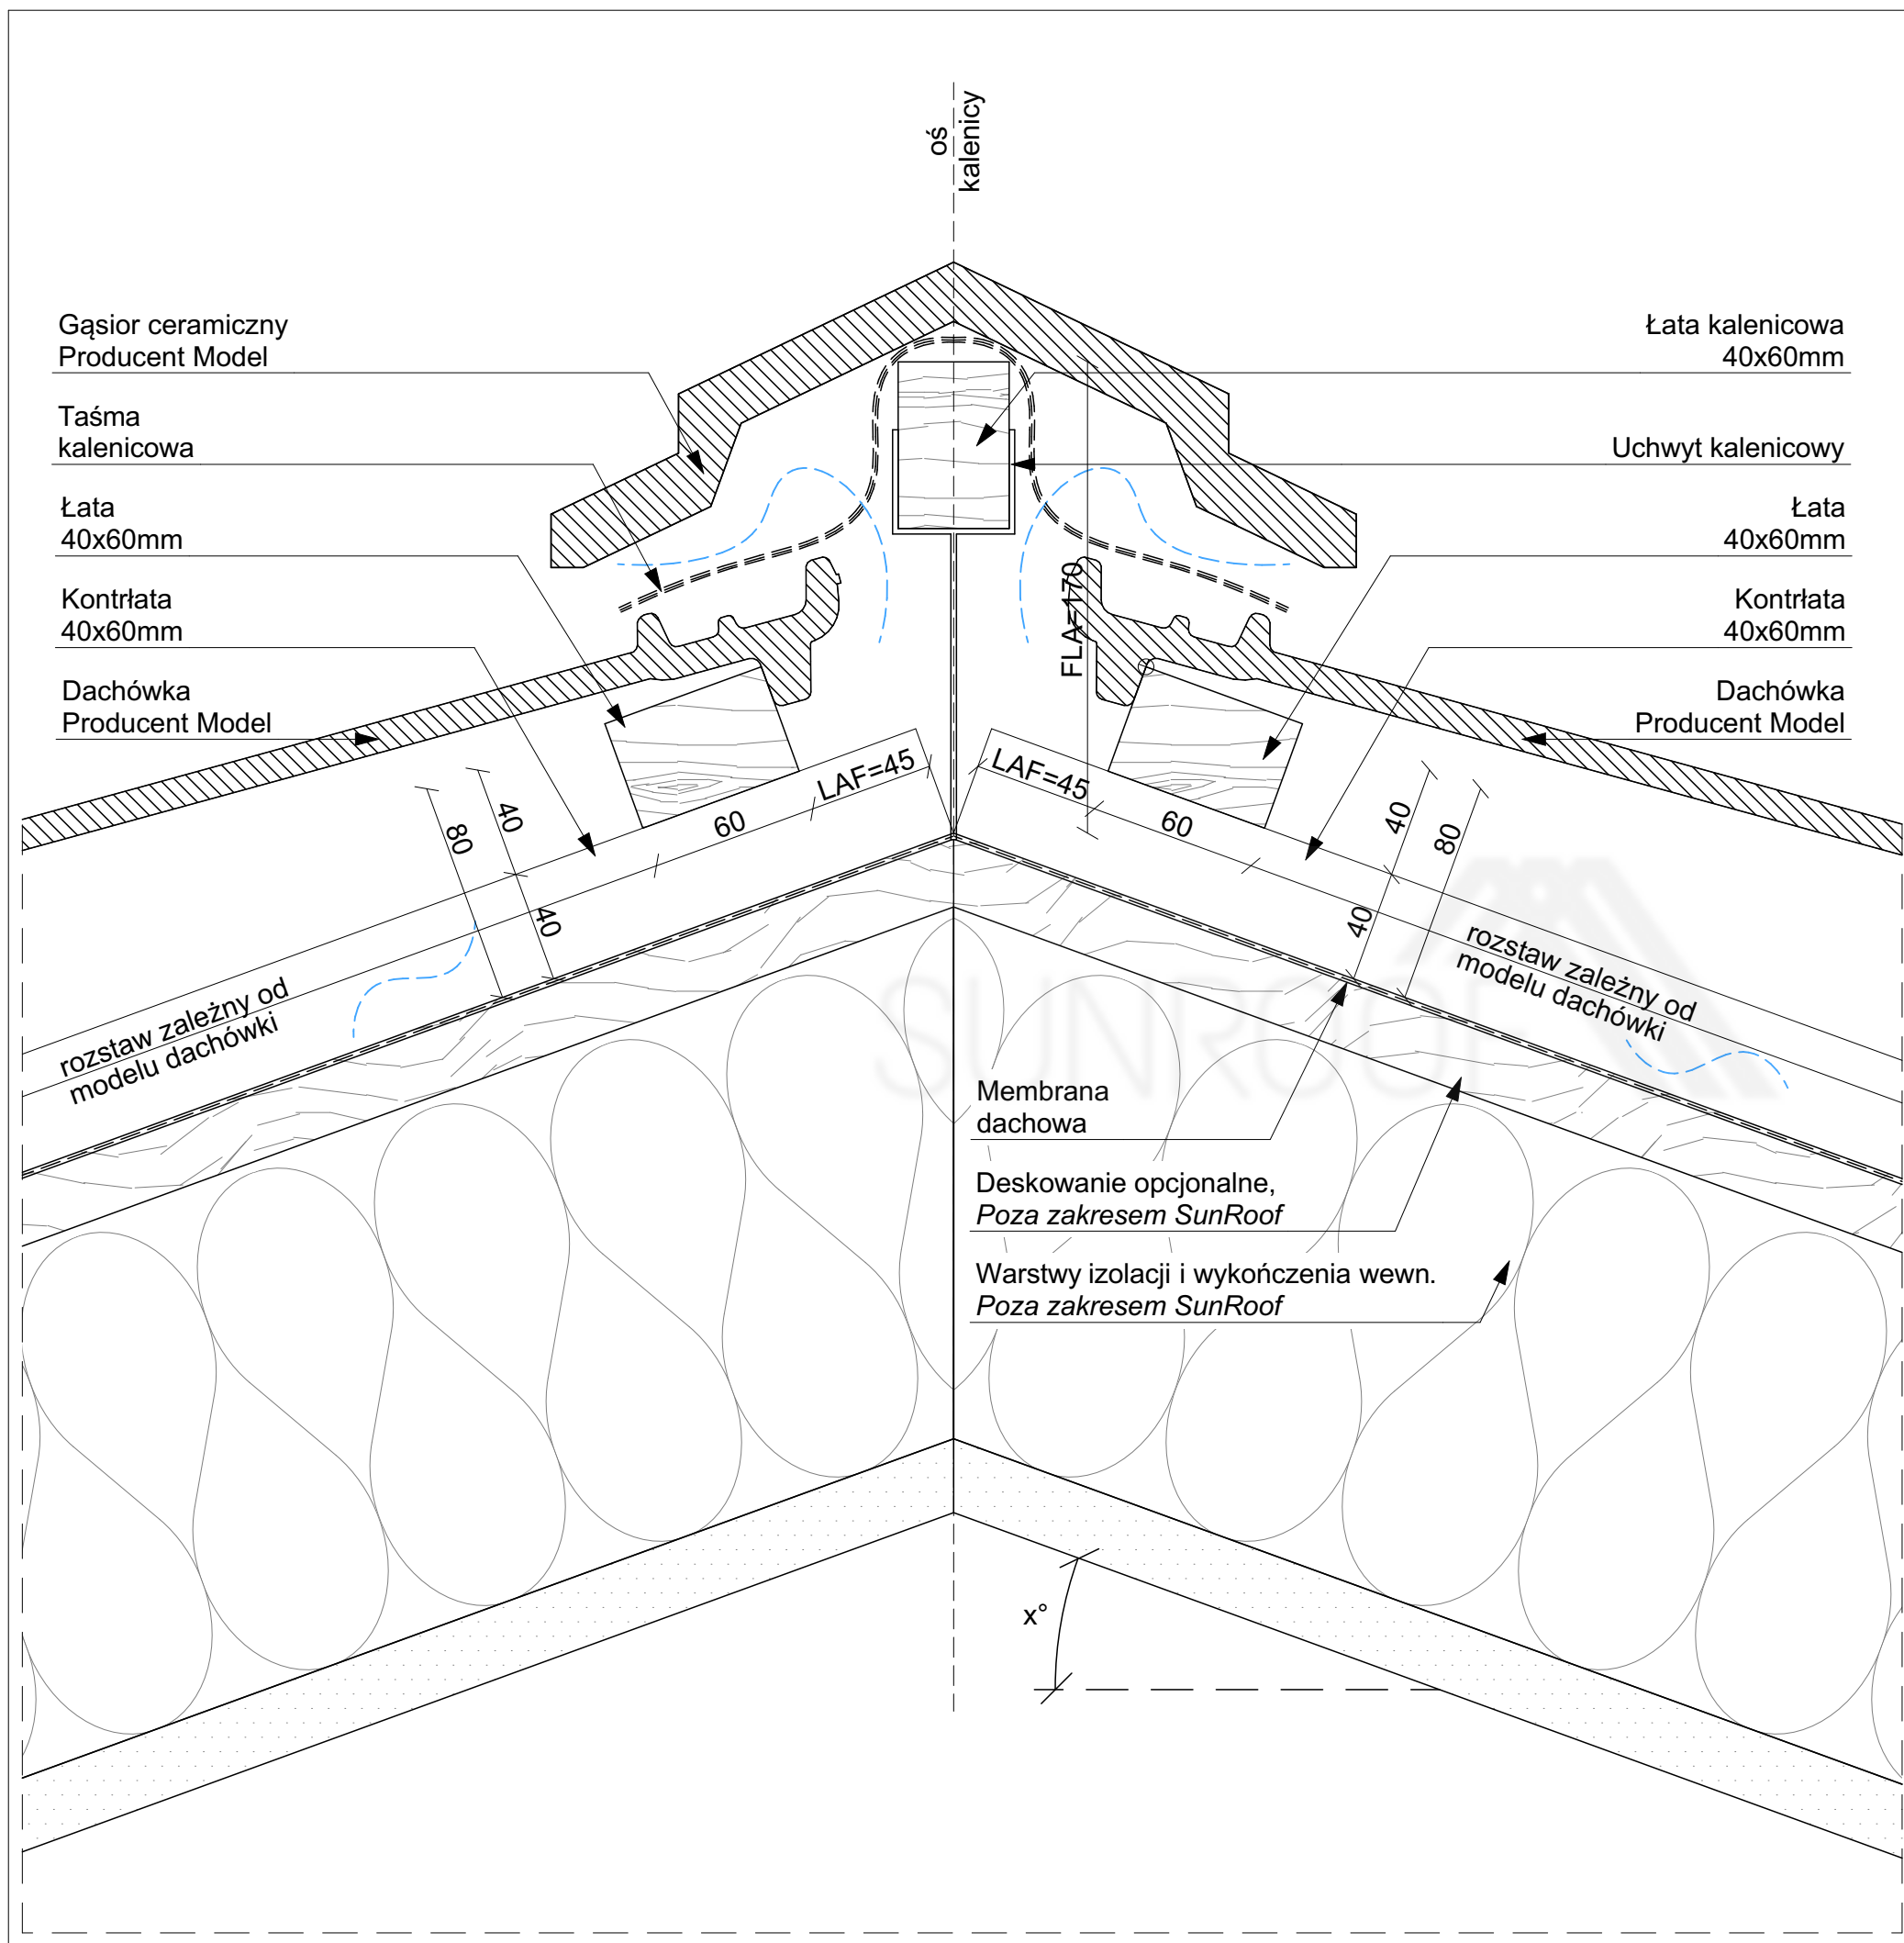 oś
kalenicy
Gąsior ceramiczny
Producent Model
Taśma
kalenicowa
Łata
40x60mm
Kontrłata
40x60mm
Dachówka
Producent Model
Łata kalenicowa
40x60mm
Uchwyt kalenicowy
Łata
40x60mm
Kontrłata
40x60mm
Dachówka
Producent Model
FLA=170
LAF=45
60
40
80
40
rozstaw zależny od
modelu dachówki
LAF=45
60
40
80
40
rozstaw zależny od
modelu dachówki
SUNROOF
Membrana
dachowa
Deskowanie opcjonalne,
Poza zakresem SunRoof
Warstwy izolacji i wykończenia wewn.
Poza zakresem SunRoof
x°